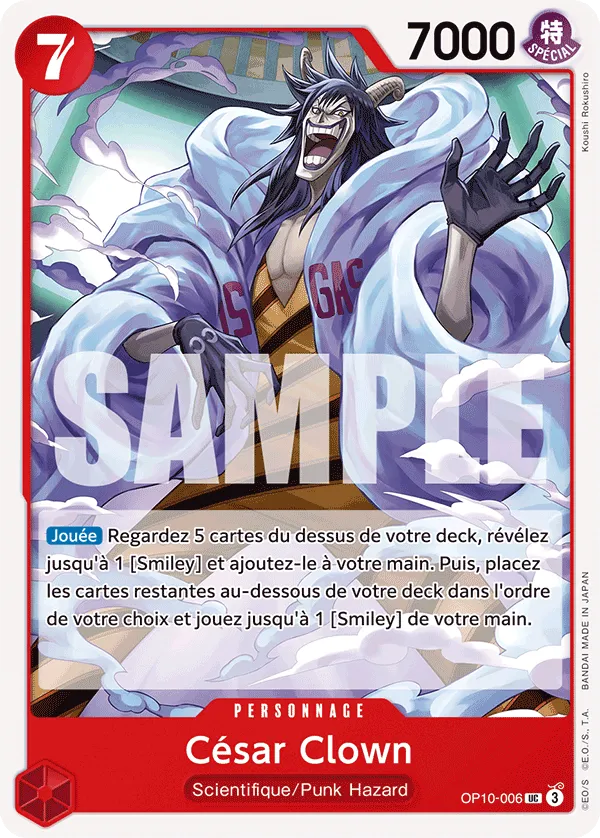 7
7000
特
SPÉCIAL
Koushi Rokushiro
GAS
SAMPLE
Jouée Regardez 5 cartes du dessus de votre deck, révélez
jusqu'à 1 [Smiley] et ajoutez-le à votre main. Puis, placez
les cartes restantes au-dessous de votre deck dans l'ordre
de votre choix et jouez jusqu'à 1 [Smiley] de votre main.
PERSONNAGE
César Clown
Scientifique/Punk Hazard
OP10-006 UC 3
©EO/S ©E.O./S., T.A. BANDAI MADE IN JAPAN